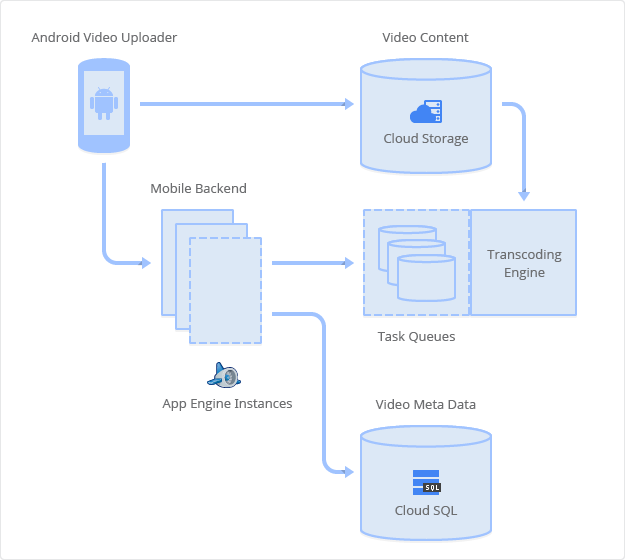 Android Video Uploader
Video Content
Cloud Storage
Mobile Backend
Transcoding
Engine
Task Queues
App Engine Instances
Video Meta Data
SQL
Cloud SQL